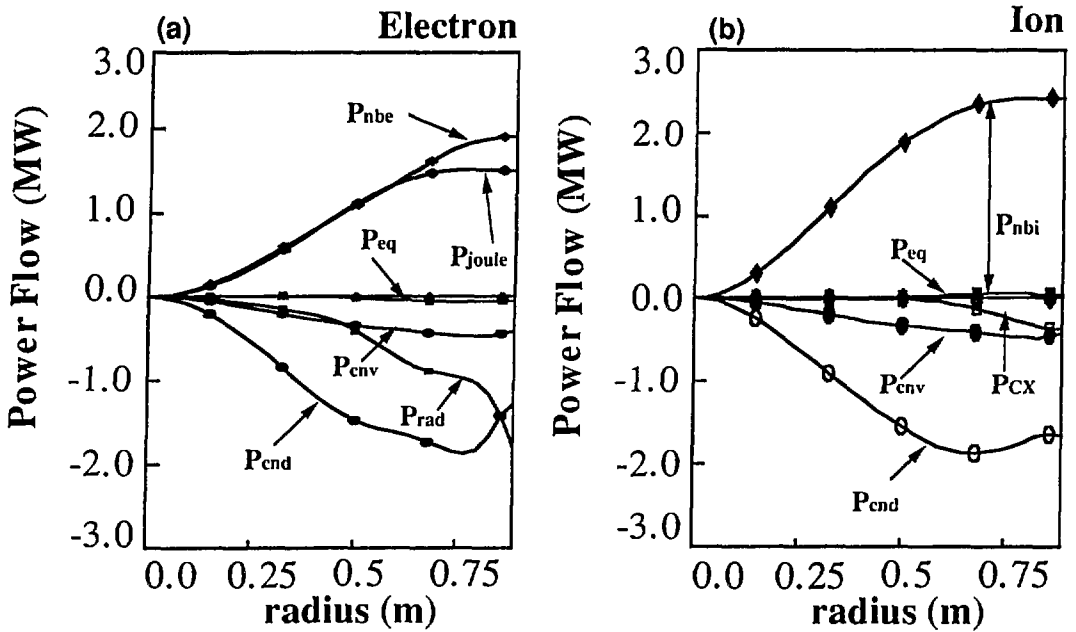 (a) Electron
Power Flow (MW)
3.0
2.0
1.0
0.0
-1.0
-2.0
-3.0
Pnbe
Peq
Pjoule
Pcnv
Prad
Pcnd
0.0 0.25 0.5 0.75
radius (m)
(b) Ion
Power Flow (MW)
3.0
2.0
1.0
0.0
-1.0
-2.0
-3.0
Pnbi
Peq
Pcnv
PCX
Pcnd
0.0 0.25 0.5 0.75
radius (m)